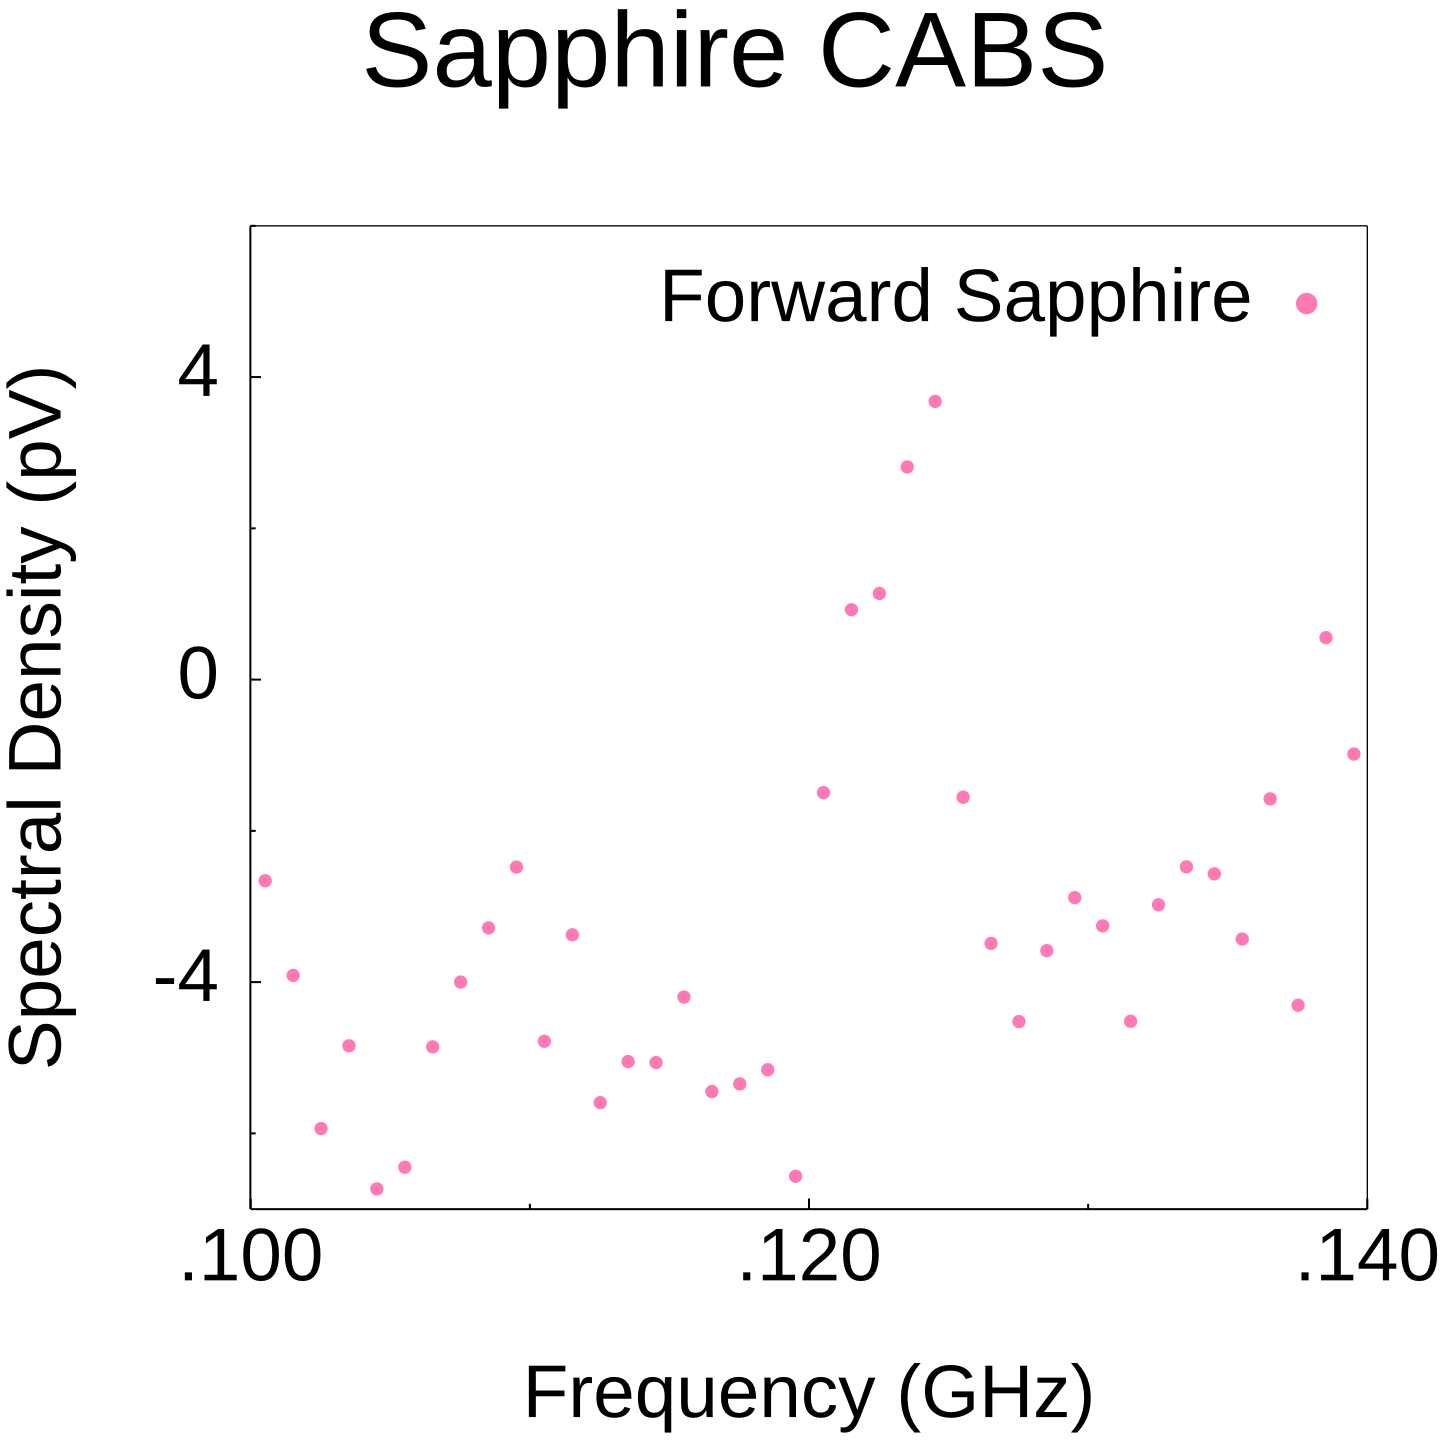 Sapphire CABS
Forward Sapphire
4
0
-4
Spectral Density (pV)
.100
.120
.140
Frequency (GHz)